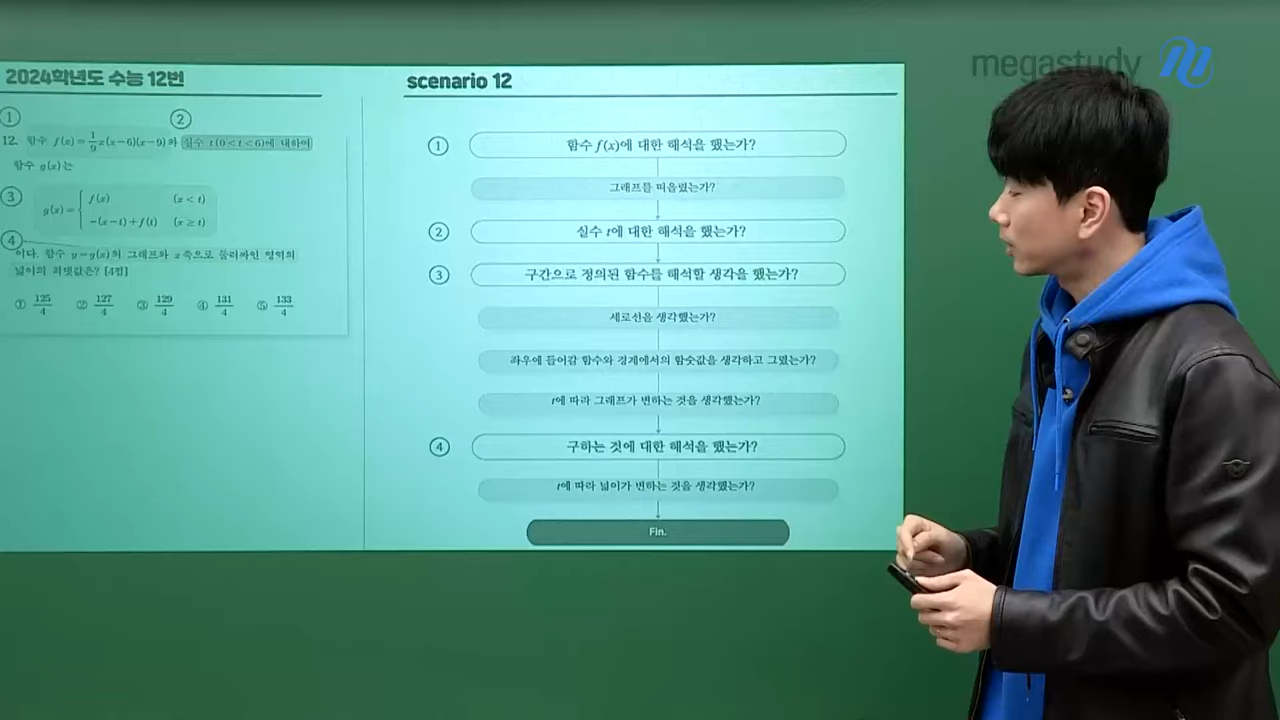 megastudy
2024학년도 수능 12번
① ②
12. 함수 f(x)=1/9x(x-6)(x-9)와 실수 t(0<t<6)에 대하여
함수 g(x)는
③
g(x)= { f(x) (x<t)
-(x-t)+f(t) (x≥t)
④
이다. 함수 y=g(x)의 그래프와 x축으로 둘러싸인 영역의
넓이의 최댓값은? [4점]
① 125/4 ② 127/4 ③ 129/4 ④ 131/4 ⑤ 133/4
scenario 12
① 함수 f(x)에 대한 해석을 했는가?
그래프를 떠올렸는가?
② 실수 t에 대한 해석을 했는가?
③ 구간으로 정의된 함수를 해석할 생각을 했는가?
세로선을 생각했는가?
좌우에 들어갈 함수와 경계에서의 함숫값을 생각하고 그렸는가?
t에 따라 그래프가 변하는 것을 생각했는가?
④ 구하는 것에 대한 해석을 했는가?
t에 따라 넓이가 변하는 것을 생각했는가?
Fin.